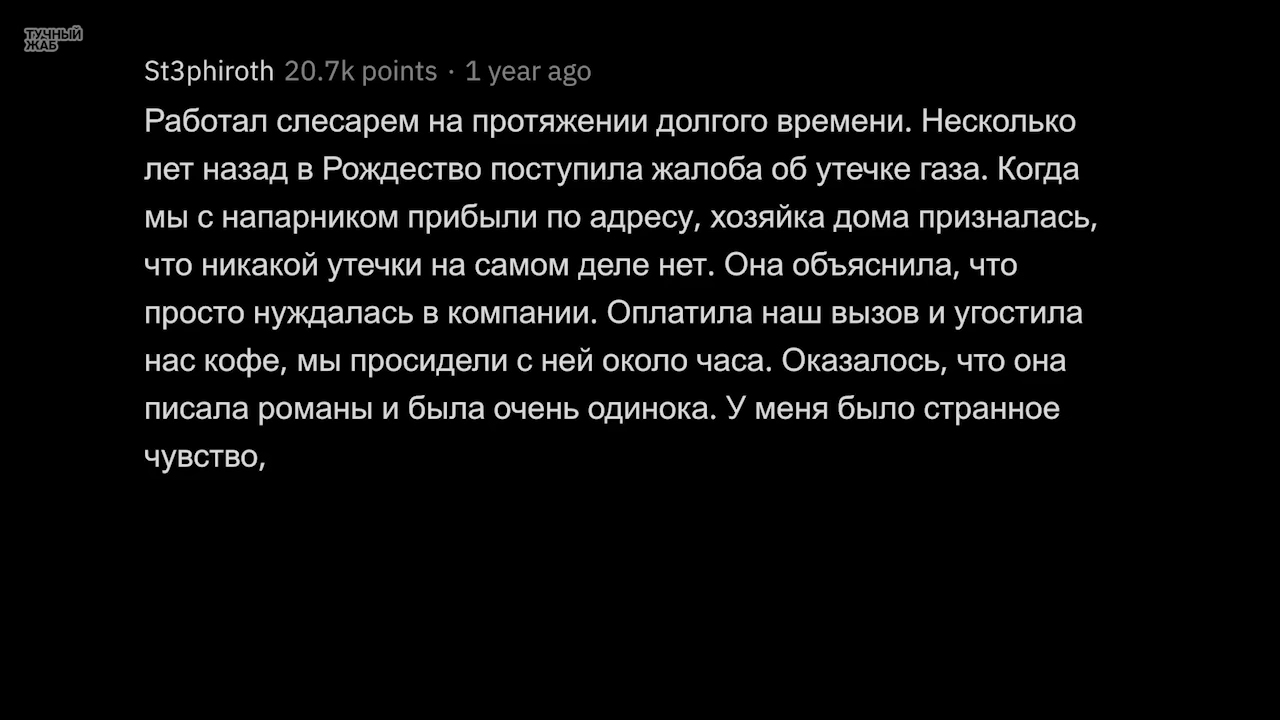 ТУЧНЫЙ
ЖАБ
St3phiroth 20.7k points · 1 year ago
Работал слесарем на протяжении долгого времени. Несколько
лет назад в Рождество поступила жалоба об утечке газа. Когда
мы с напарником прибыли по адресу, хозяйка дома призналась,
что никакой утечки на самом деле нет. Она объяснила, что
просто нуждалась в компании. Оплатила наш вызов и угостила
нас кофе, мы просидели с ней около часа. Оказалось, что она
писала романы и была очень одинока. У меня было странное
чувство,